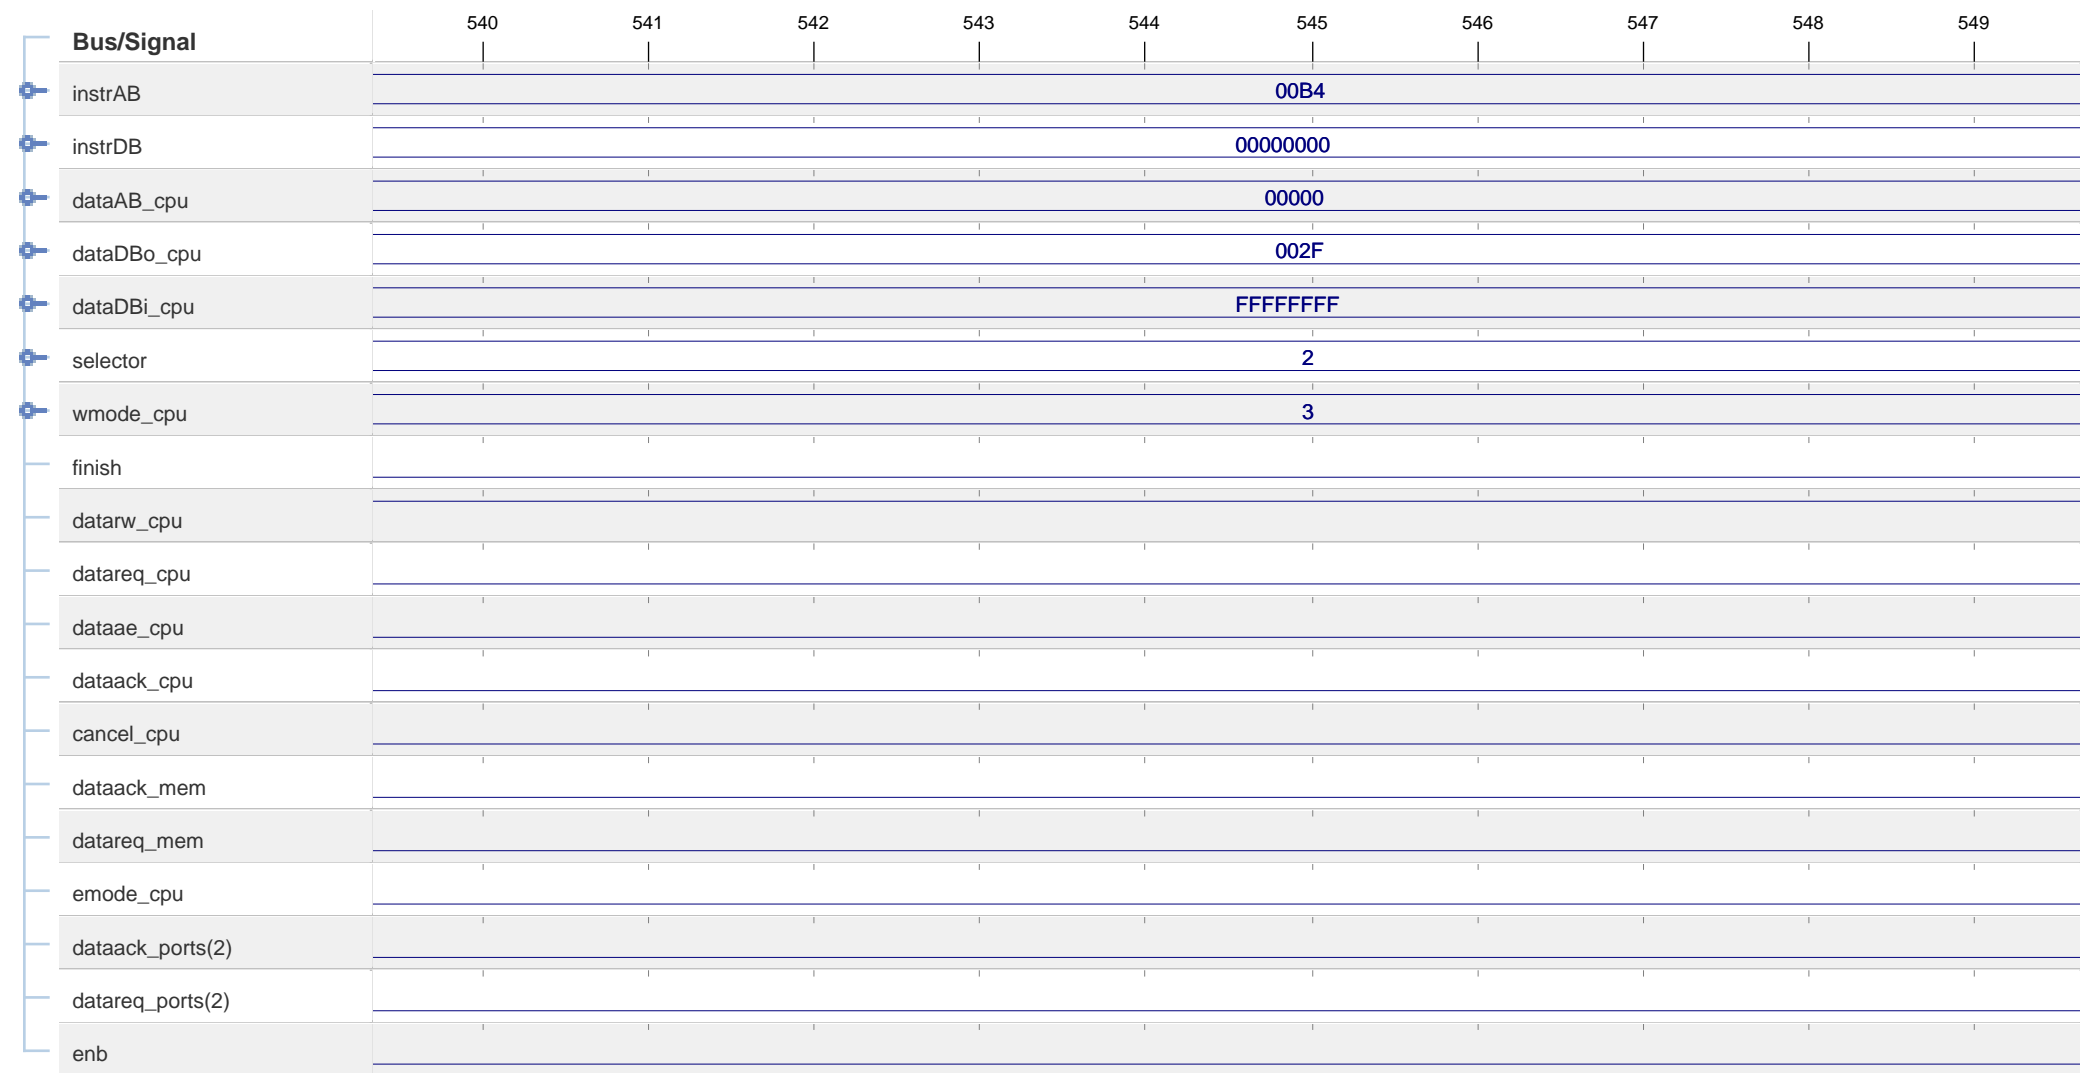 540 541 542 543 544 545 546 547 548 549
Bus/Signal
instrAB 00B4
instrDB 00000000
dataAB_cpu 00000
dataDBo_cpu 002F
dataDBi_cpu FFFFFFFF
selector 2
wmode_cpu 3
finish
datarw_cpu
datareq_cpu
dataae_cpu
dataack_cpu
cancel_cpu
dataack_mem
datareq_mem
emode_cpu
dataack_ports(2)
datareq_ports(2)
enb